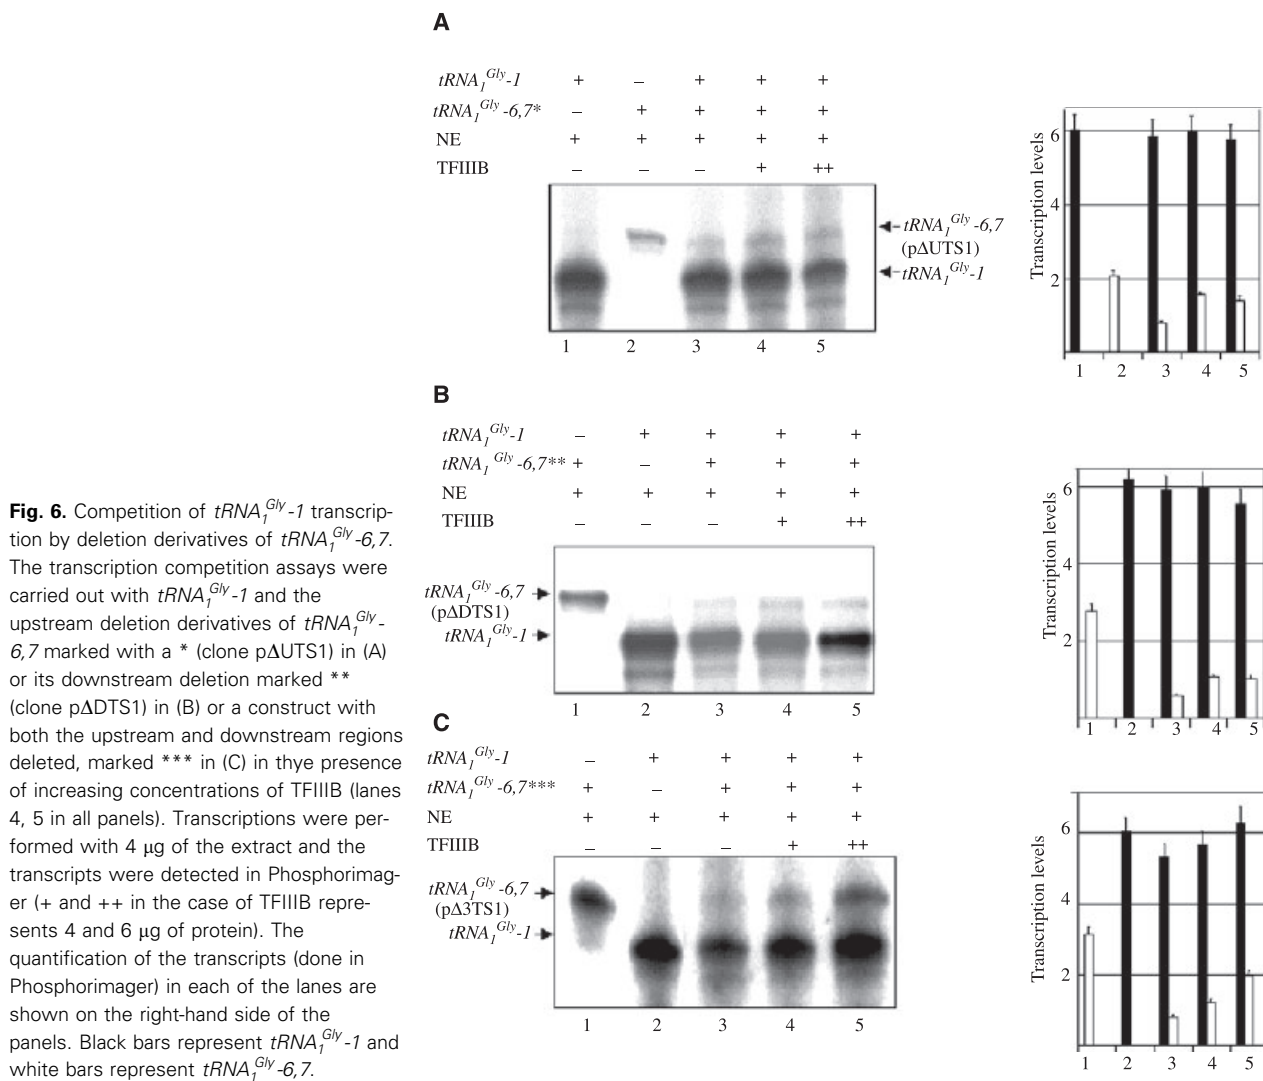 A
tRNA₁ᴳˡʸ-1 + – + + +
tRNA₁ᴳˡʸ-6,7* – + + + +
NE + + + + +
TFIIIB – – – + ++
tRNA₁ᴳˡʸ-6,7
(pΔUTS1)
tRNA₁ᴳˡʸ-1
1 2 3 4 5
Transcription levels
6
4
2
1 2 3 4 5
B
tRNA₁ᴳˡʸ-1 – + + + +
tRNA₁ᴳˡʸ-6,7** + – + + +
NE + + + + +
TFIIIB – – – + ++
tRNA₁ᴳˡʸ-6,7
(pΔDTS1)
tRNA₁ᴳˡʸ-1
1 2 3 4 5
Transcription levels
6
4
2
1 2 3 4 5
C
tRNA₁ᴳˡʸ-1 – + + + +
tRNA₁ᴳˡʸ-6,7*** + – + + +
NE + + + + +
TFIIIB – – – + ++
tRNA₁ᴳˡʸ-6,7
(pΔ3TS1)
tRNA₁ᴳˡʸ-1
1 2 3 4 5
Transcription levels
6
4
2
1 2 3 4 5
Fig. 6. Competition of tRNA₁ᴳˡʸ-1 transcrip-
tion by deletion derivatives of tRNA₁ᴳˡʸ-6,7.
The transcription competition assays were
carried out with tRNA₁ᴳˡʸ-1 and the
upstream deletion derivatives of tRNA₁ᴳˡʸ-
6,7 marked with a * (clone pΔUTS1) in (A)
or its downstream deletion marked **
(clone pΔDTS1) in (B) or a construct with
both the upstream and downstream regions
deleted, marked *** in (C) in thye presence
of increasing concentrations of TFIIIB (lanes
4, 5 in all panels). Transcriptions were per-
formed with 4 μg of the extract and the
transcripts were detected in Phosphorimag-
er (+ and ++ in the case of TFIIIB repre-
sents 4 and 6 μg of protein). The
quantification of the transcripts (done in
Phosphorimager) in each of the lanes are
shown on the right-hand side of the
panels. Black bars represent tRNA₁ᴳˡʸ-1 and
white bars represent tRNA₁ᴳˡʸ-6,7.